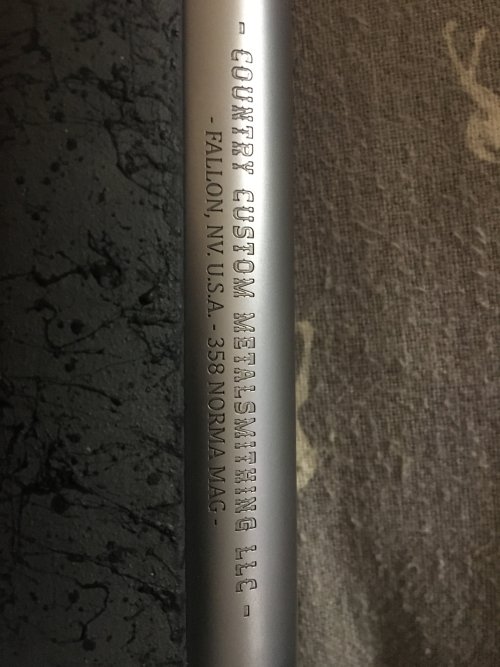 - COUNTRY CUSTOM METALSMITHING LLC -
- FALLON, NV. U.S.A. - 358 NORMA MAG -